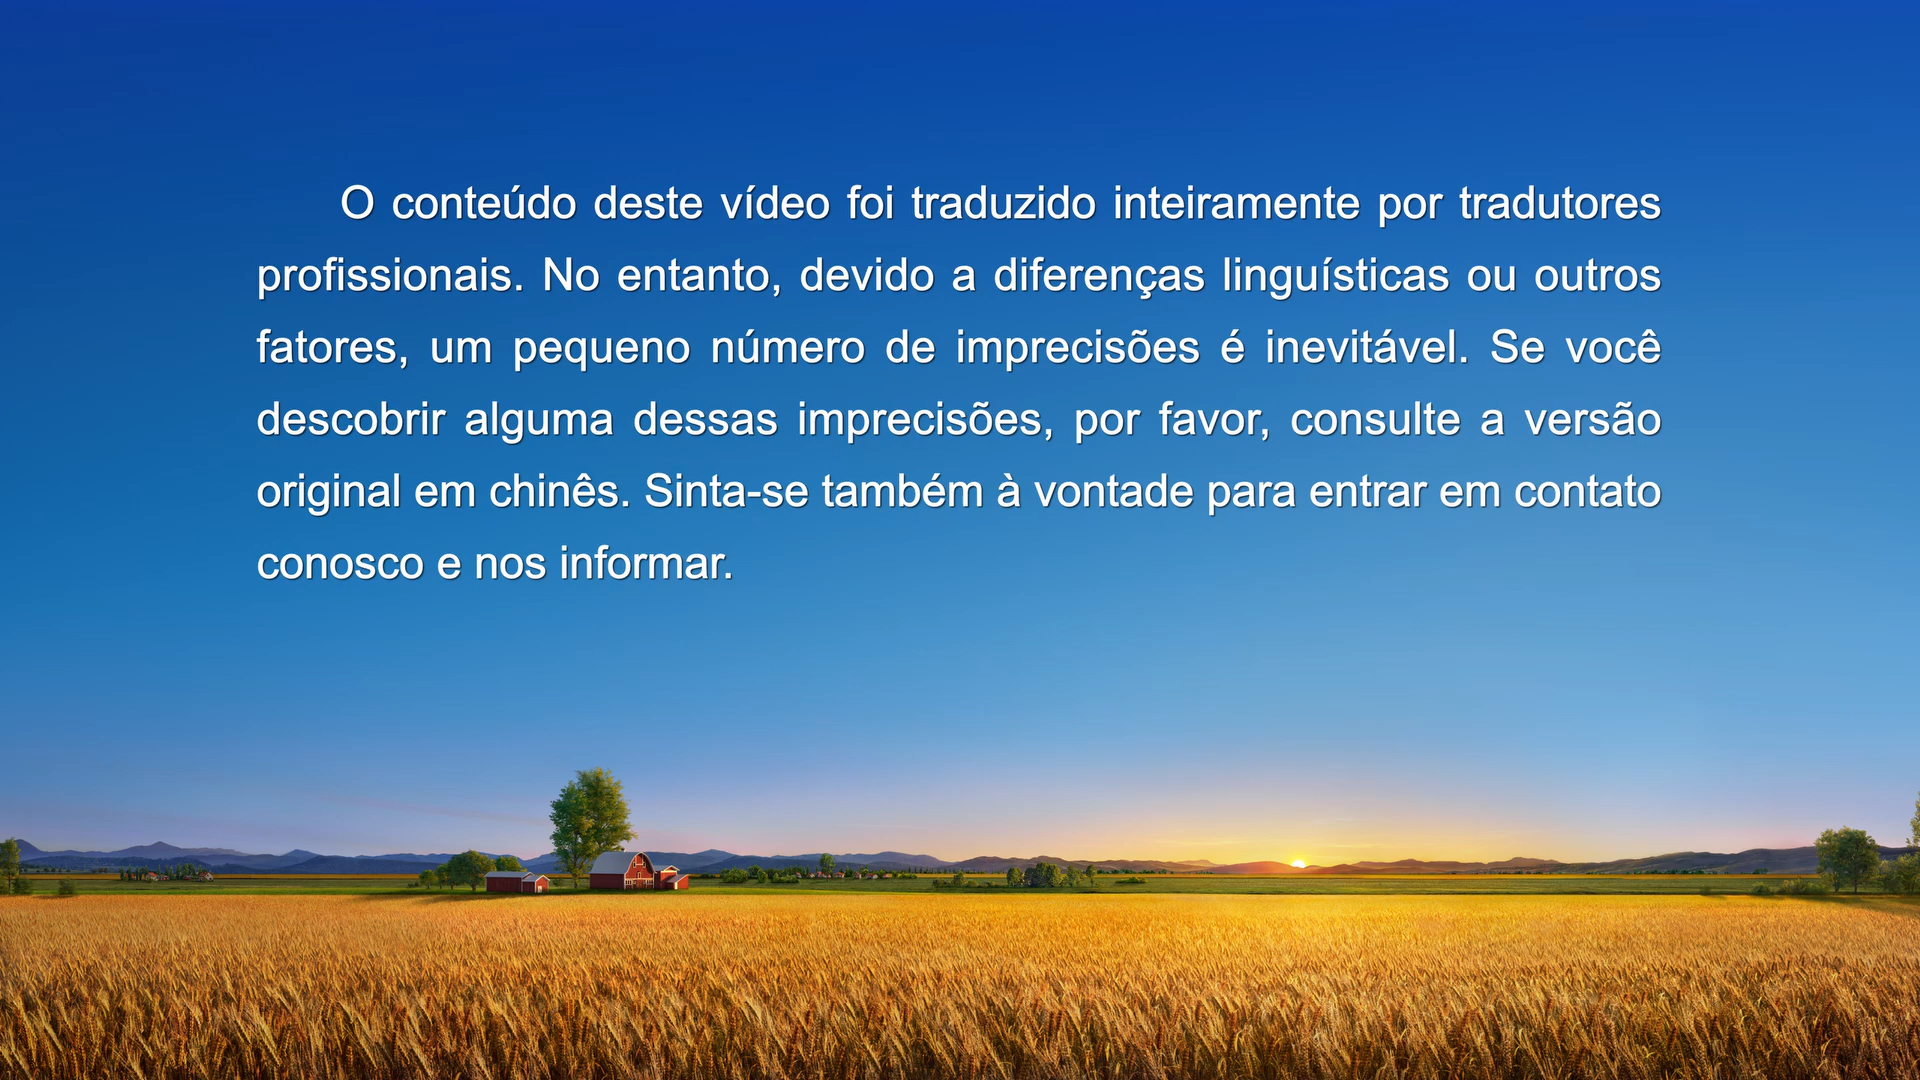 O conteúdo deste vídeo foi traduzido inteiramente por tradutores
profissionais. No entanto, devido a diferenças linguísticas ou outros
fatores, um pequeno número de imprecisões é inevitável. Se você
descobrir alguma dessas imprecisões, por favor, consulte a versão
original em chinês. Sinta-se também à vontade para entrar em contato
conosco e nos informar.